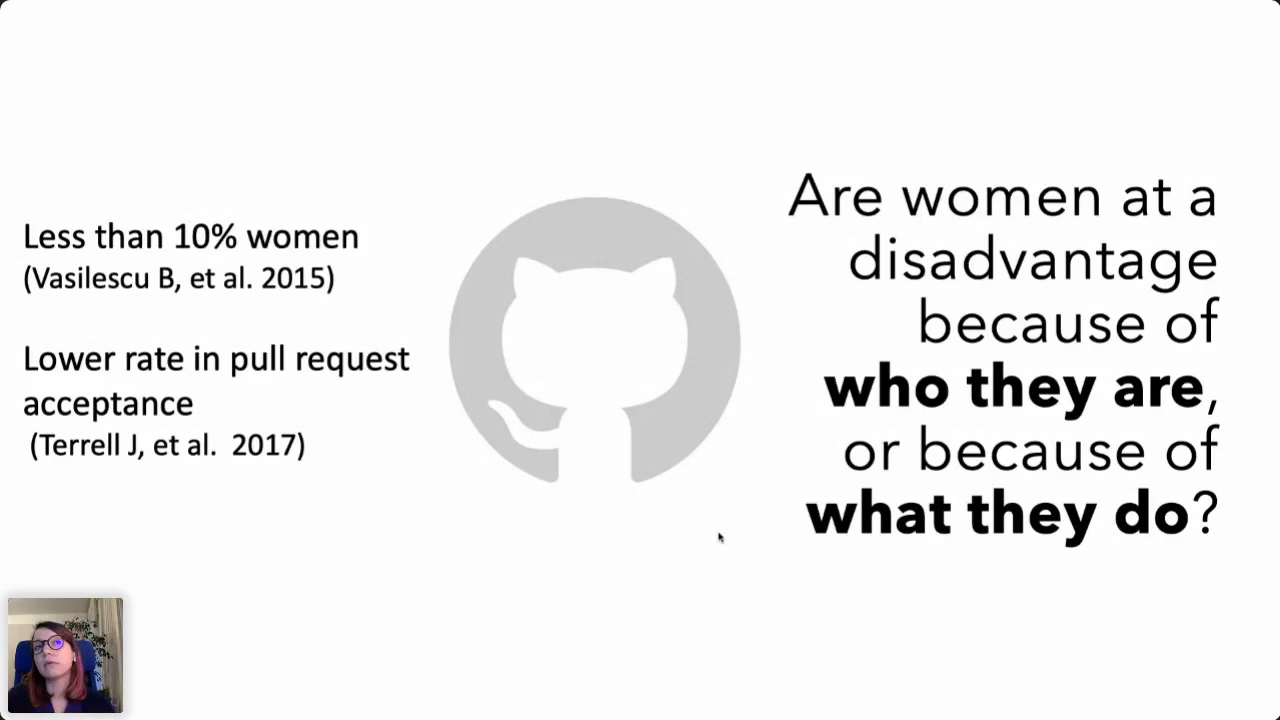 Less than 10% women
(Vasilescu B, et al. 2015)
Lower rate in pull request
acceptance
(Terrell J, et al. 2017)
Are women at a
disadvantage
because of
who they are,
or because of
what they do?